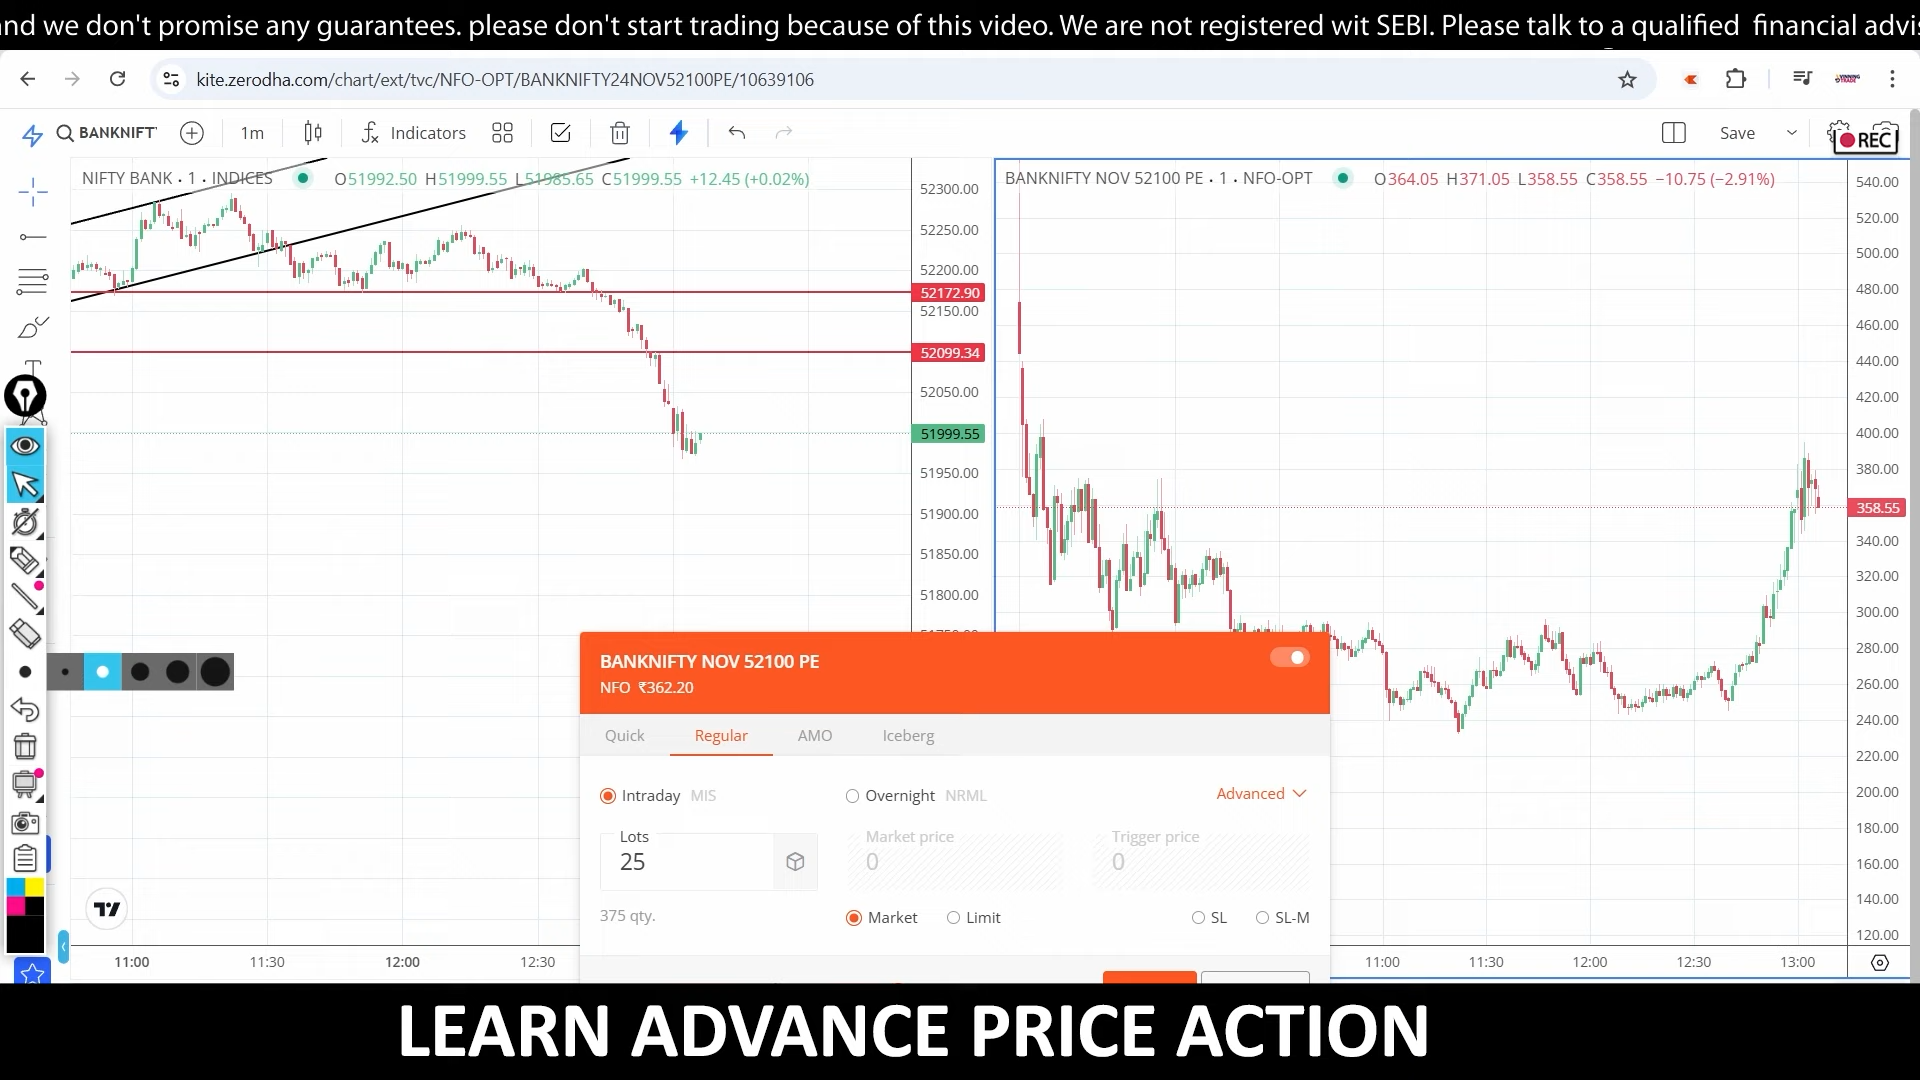 and we don't promise any guarantees. please don't start trading because of this video. We are not registered wit SEBI. Please talk to a qualified  financial advis
kite.zerodha.com/chart/ext/tvc/NFO-OPT/BANKNIFTY24NOV52100PE/10639106
BANKNIFT 1m Indicators Save
REC
NIFTY BANK · 1 · INDICES O51992.50 H51999.55 L51985.65 C51999.55 +12.45 (+0.02%)
52300.00
52250.00
52200.00
52172.90
52150.00
52099.34
52050.00
51999.55
51950.00
51900.00
51850.00
51800.00
BANKNIFTY NOV 52100 PE · 1 · NFO-OPT O364.05 H371.05 L358.55 C358.55 −10.75 (−2.91%)
540.00
520.00
500.00
480.00
460.00
440.00
420.00
400.00
380.00
358.55
340.00
320.00
300.00
280.00
260.00
240.00
220.00
200.00
180.00
160.00
140.00
120.00
BANKNIFTY NOV 52100 PE
NFO ₹362.20
Quick Regular AMO Iceberg
Intraday MIS Overnight NRML Advanced
Lots Market price Trigger price
25 0 0
375 qty. Market Limit SL SL-M
11:00 11:30 12:00 12:30
11:00 11:30 12:00 12:30 13:00
LEARN ADVANCE PRICE ACTION